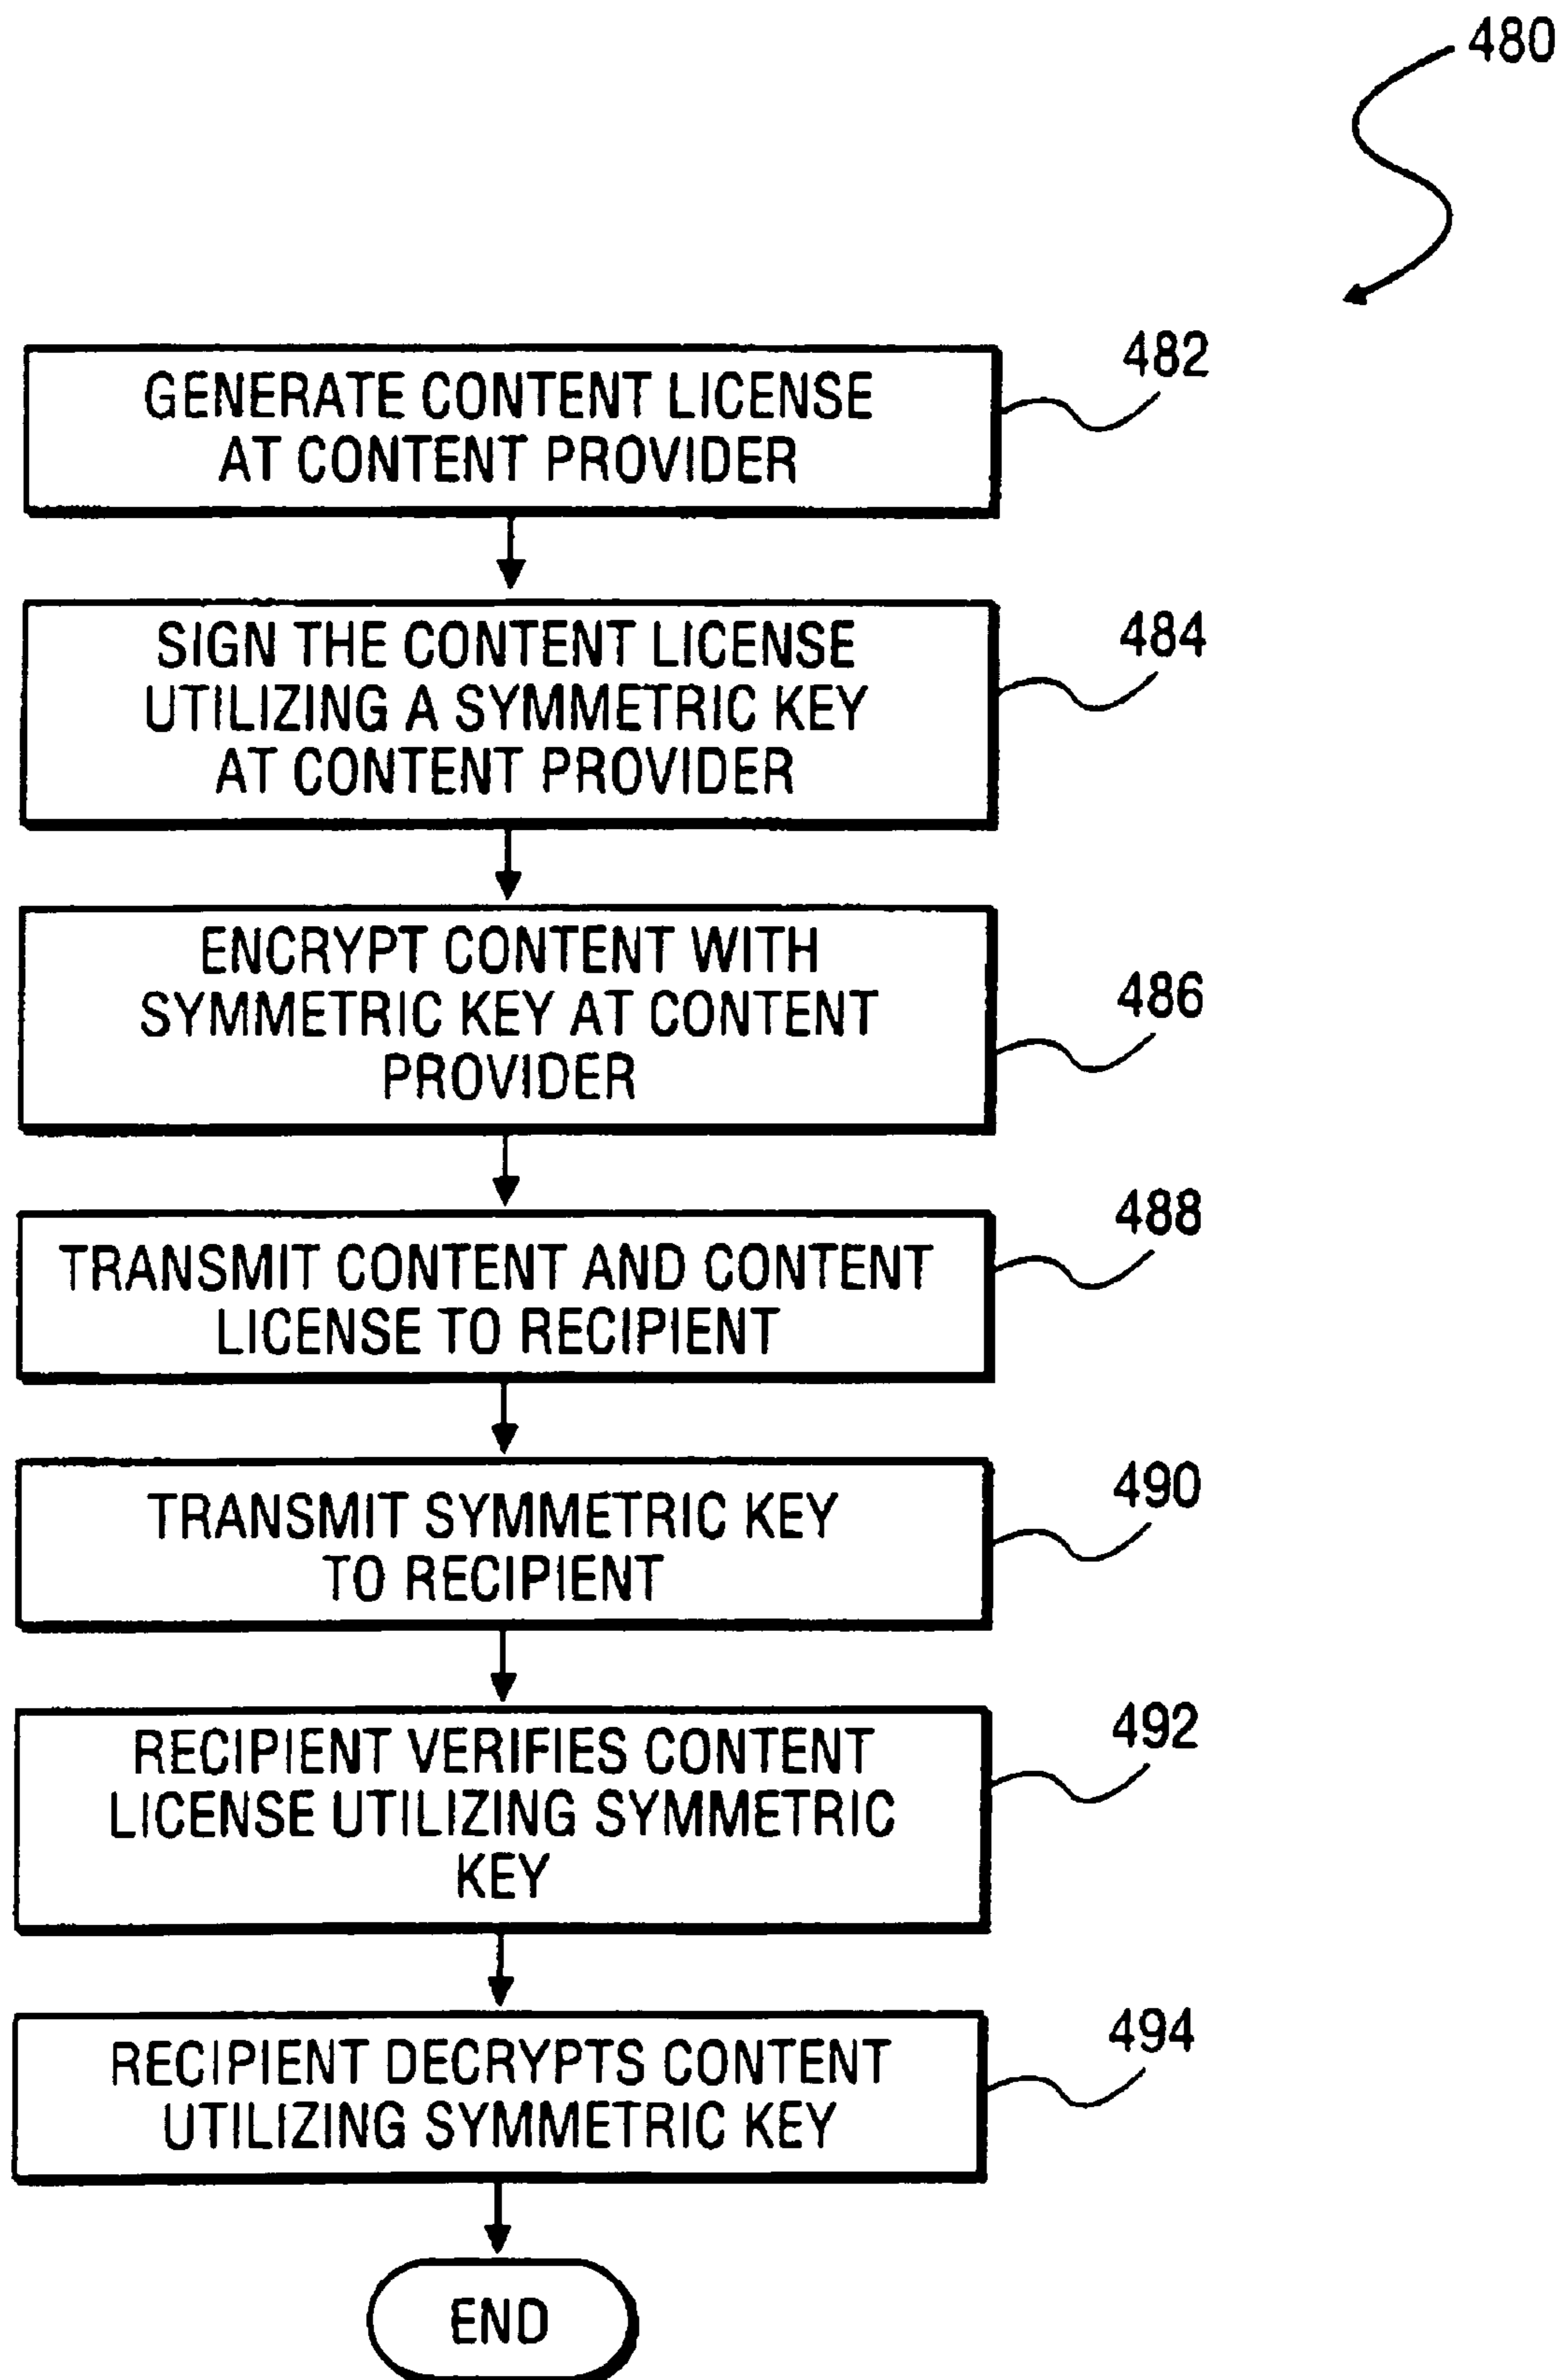 480
482
GENERATE CONTENT LICENSE
AT CONTENT PROVIDER
484
SIGN THE CONTENT LICENSE
UTILIZING A SYMMETRIC KEY
AT CONTENT PROVIDER
486
ENCRYPT CONTENT WITH
SYMMETRIC KEY AT CONTENT
PROVIDER
488
TRANSMIT CONTENT AND CONTENT
LICENSE TO RECIPIENT
490
TRANSMIT SYMMETRIC KEY
TO RECIPIENT
492
RECIPIENT VERIFIES CONTENT
LICENSE UTILIZING SYMMETRIC
KEY
494
RECIPIENT DECRYPTS CONTENT
UTILIZING SYMMETRIC KEY
END